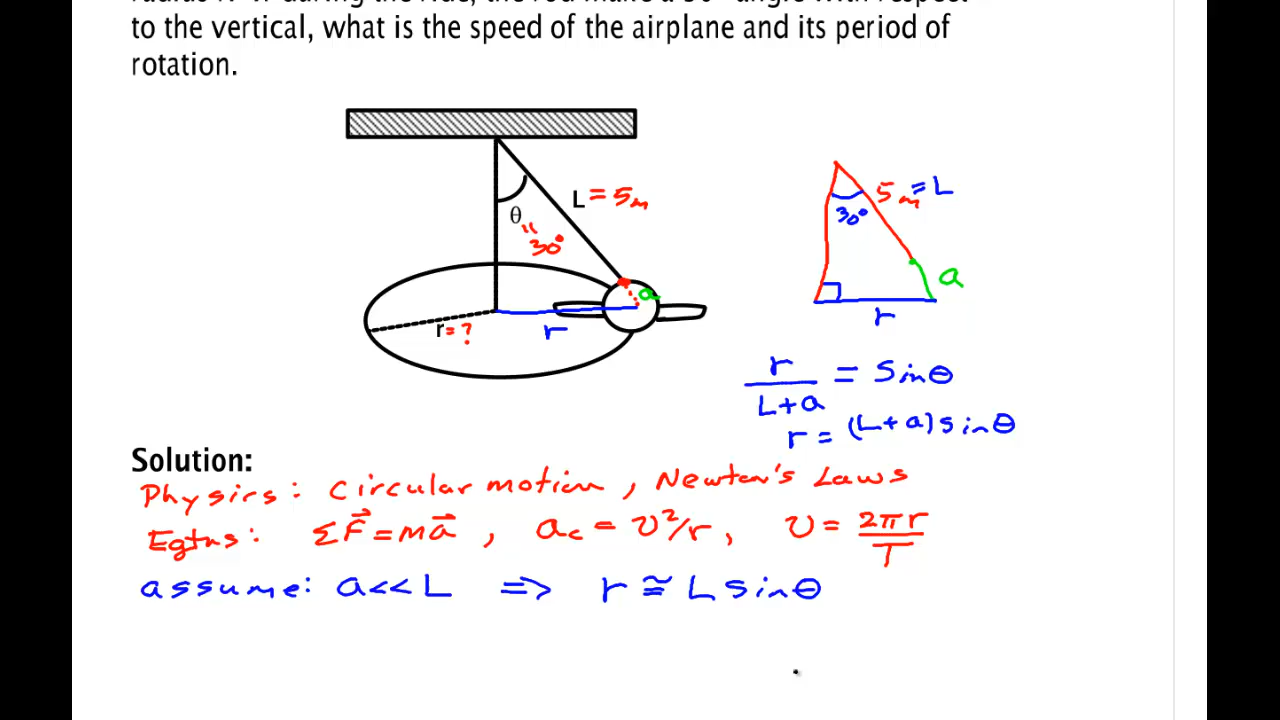 to the vertical, what is the speed of the airplane and its period of
rotation.
L = 5m
θ
=
30°
a
r = ?
r
5m = L
30°
a
r
r / L+a = Sinθ
r = (L+a) sinθ
Solution:
Physics: circular motion, Newton's Laws
Eqtns: ΣF⃗ = ma⃗, ac = v²/r, v = 2πr / T
assume: a << L => r ≅ L sinθ